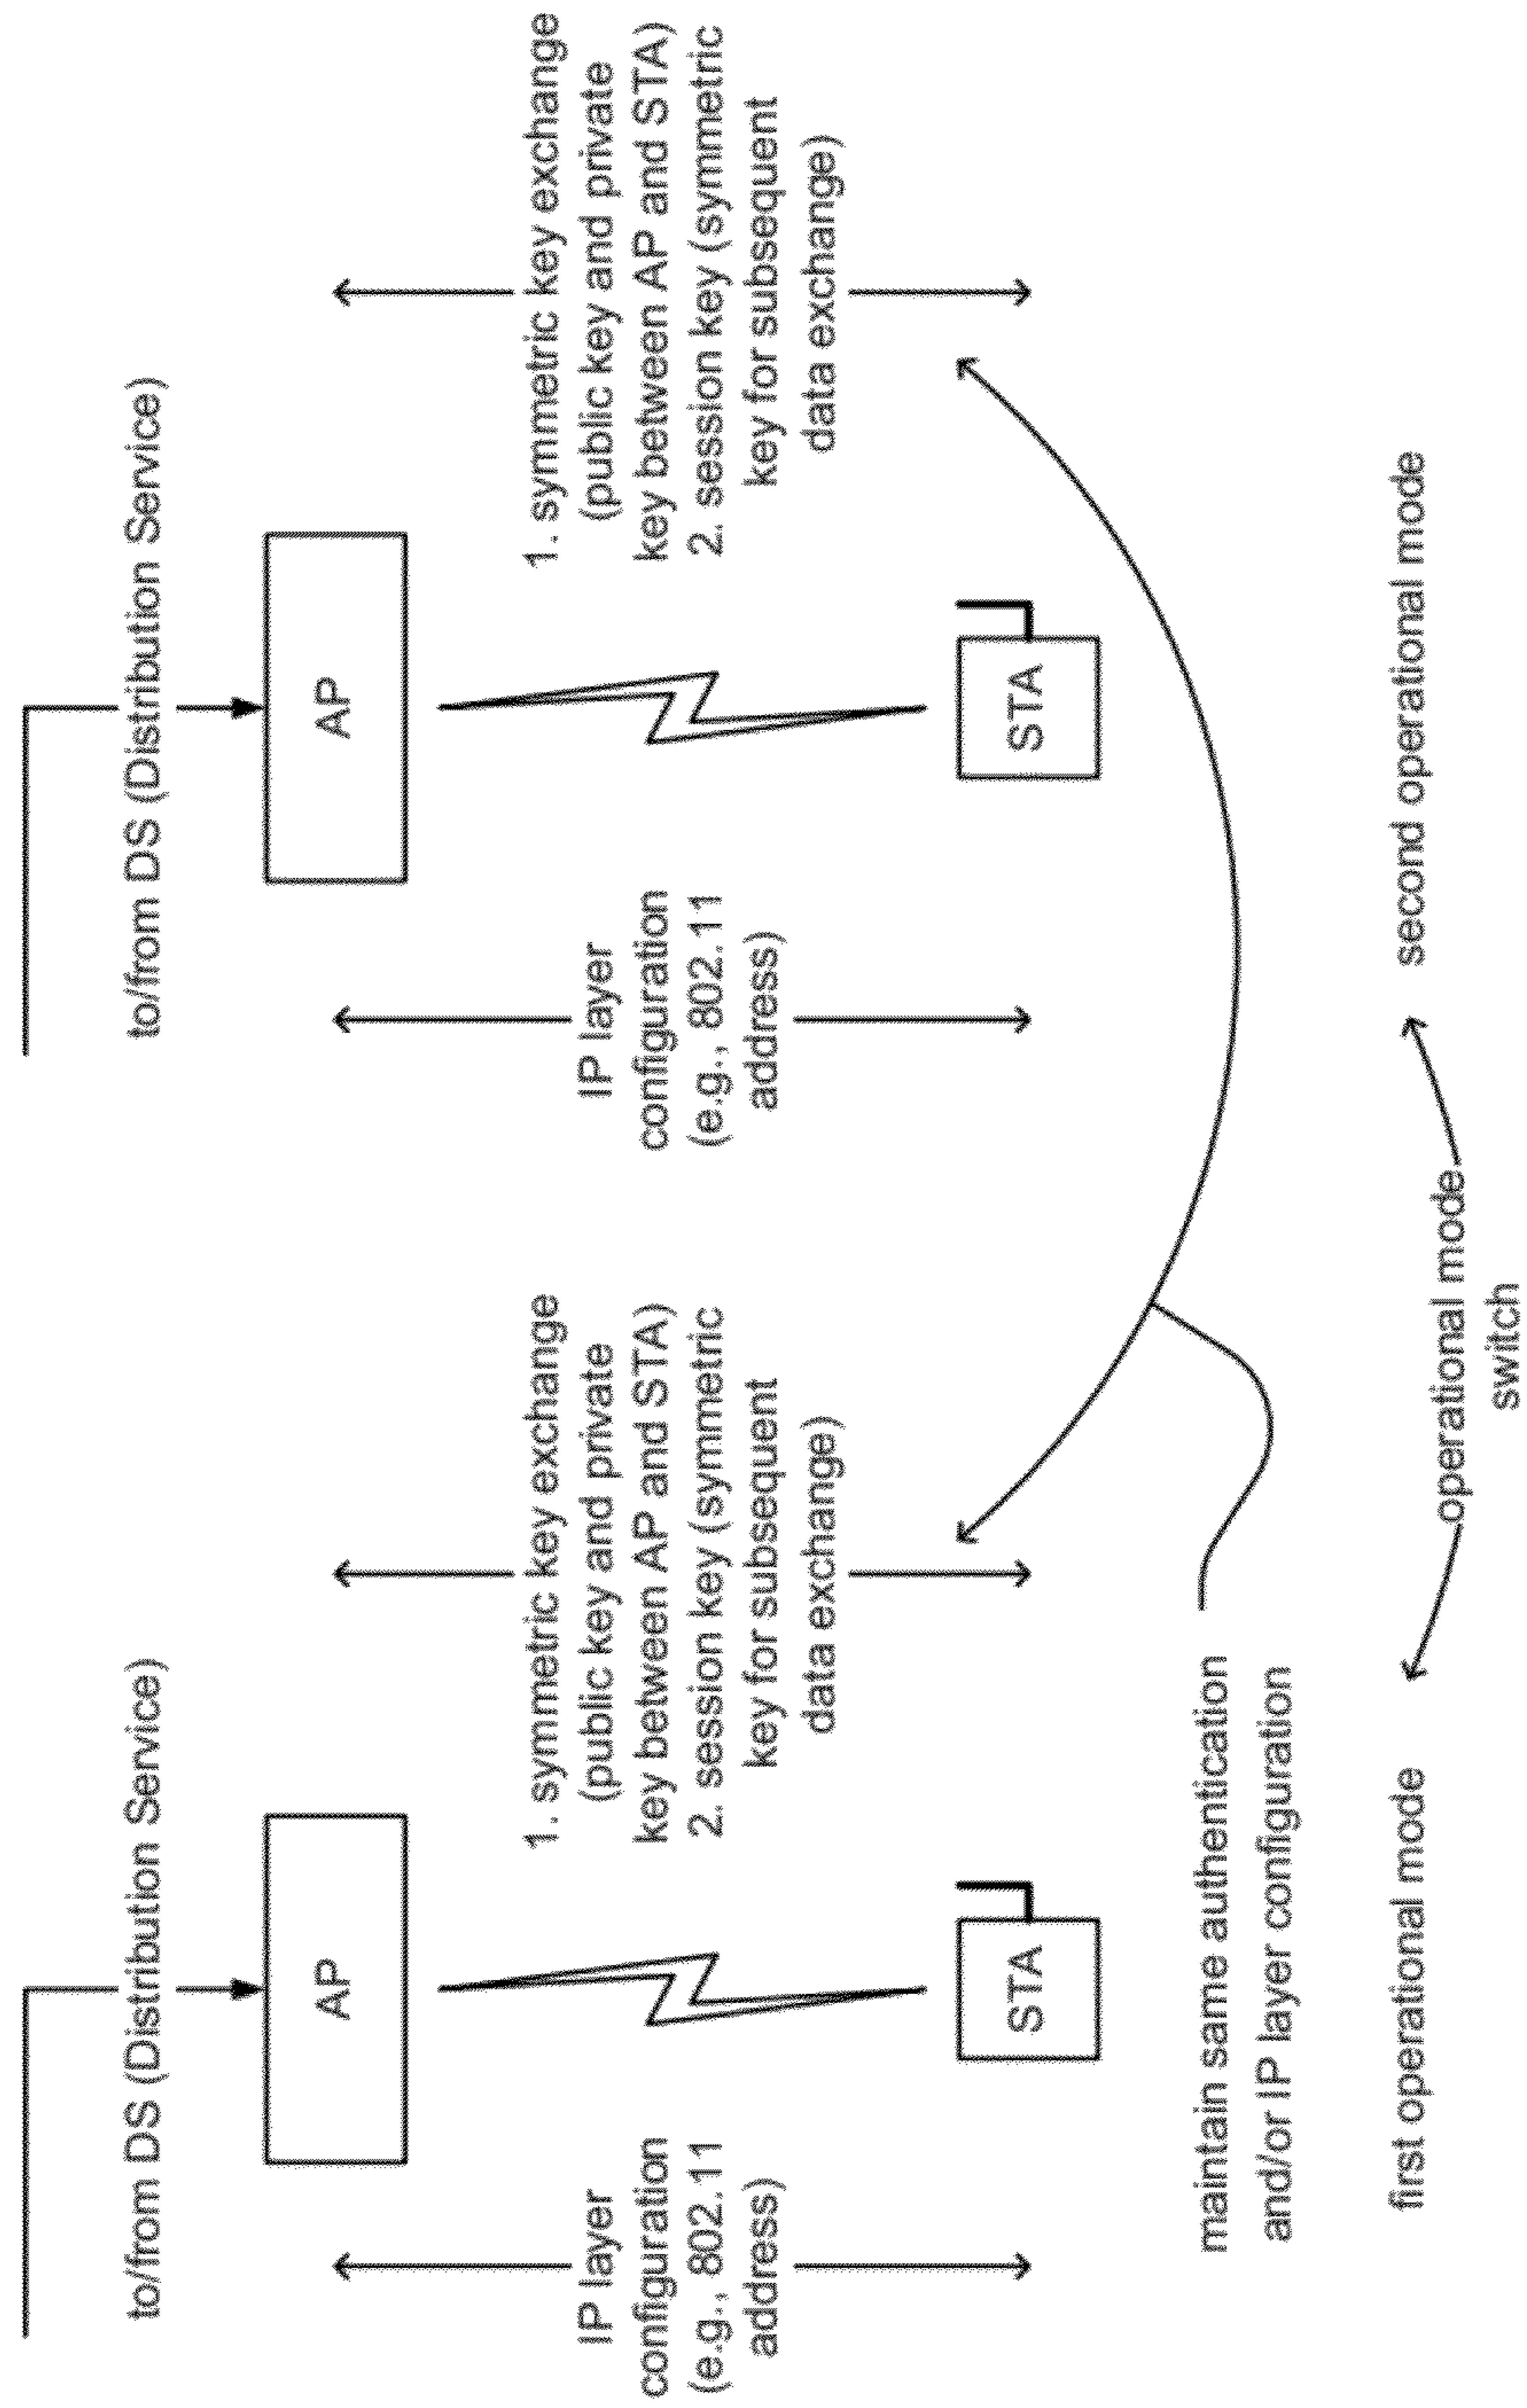 to/from DS (Distribution Service)
AP
IP layer
configuration
(e.g., 802.11
address)
1. symmetric key exchange
(public key and private
key between AP and STA)
2. session key (symmetric
key for subsequent
data exchange)
STA
maintain same authentication
and/or IP layer configuration
first operational mode
to/from DS (Distribution Service)
AP
IP layer
configuration
(e.g., 802.11
address)
1. symmetric key exchange
(public key and private
key between AP and STA)
2. session key (symmetric
key for subsequent
data exchange)
STA
second operational mode
operational mode
switch